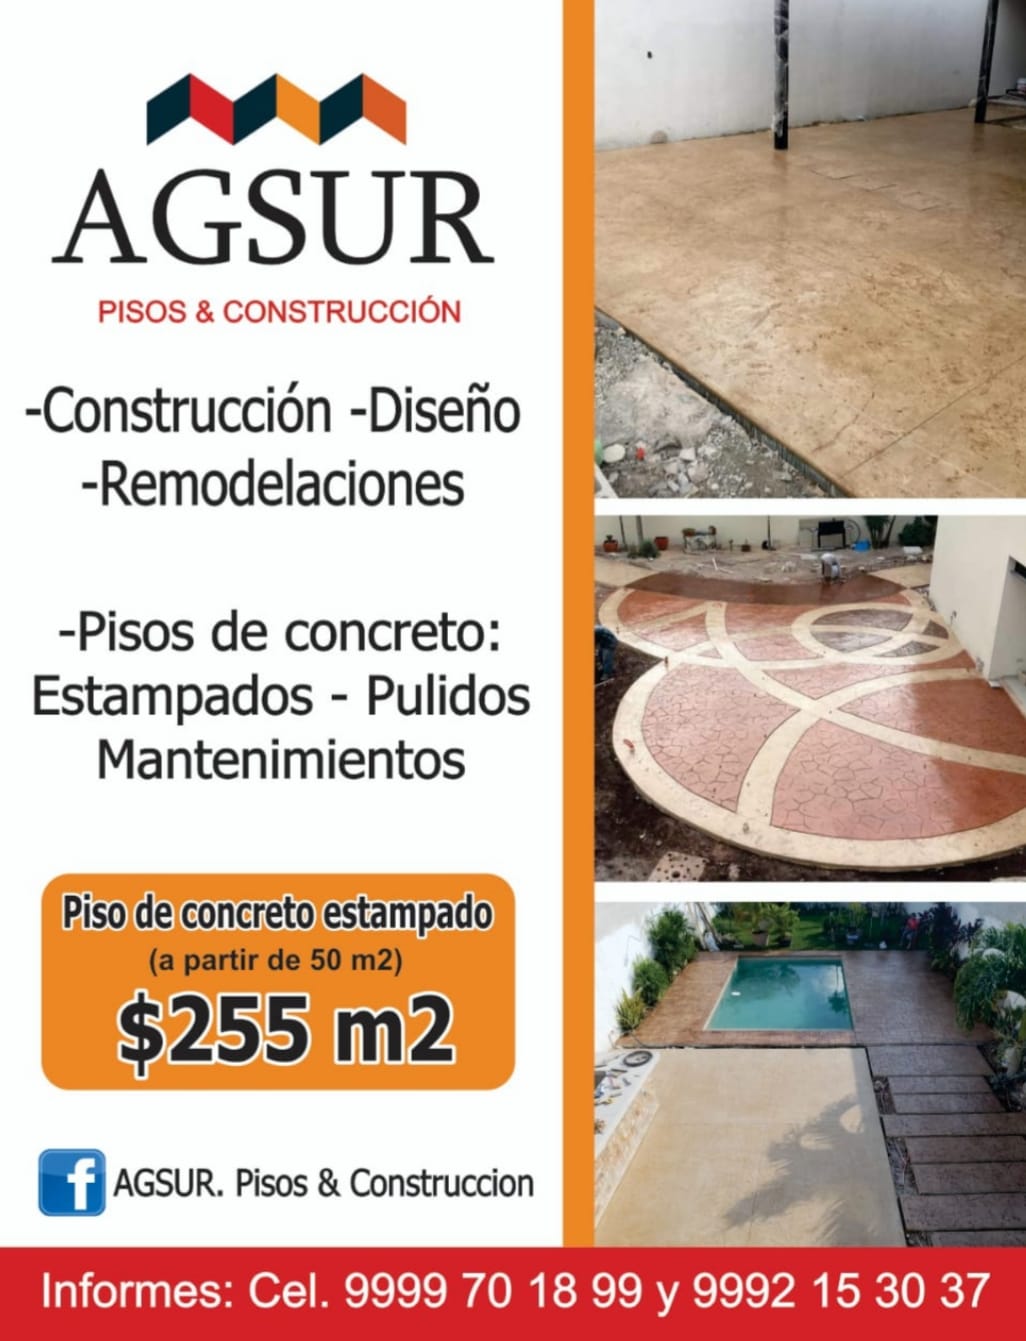 AGSUR
PISOS & CONSTRUCCIÓN
-Construcción -Diseño
-Remodelaciones
-Pisos de concreto:
Estampados - Pulidos
Mantenimientos
Piso de concreto estampado
(a partir de 50 m2)
$255 m2
f AGSUR. Pisos & Construccion
Informes: Cel. 9999 70 18 99 y 9992 15 30 37